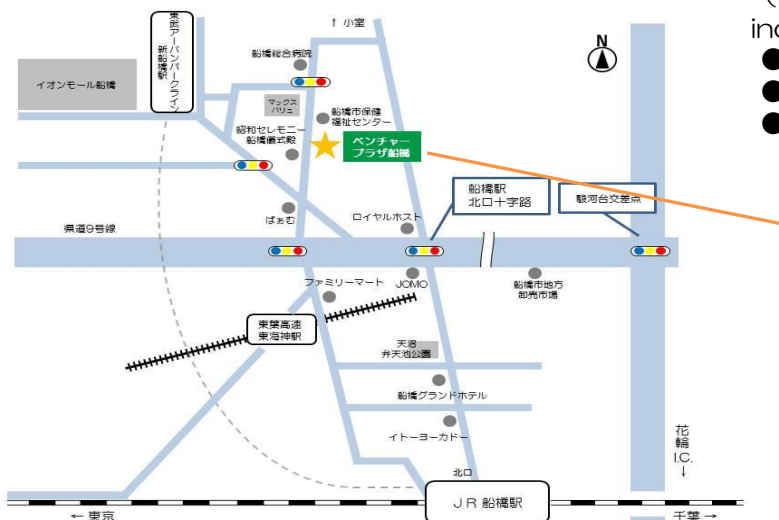 ↑ 小室
東武アーバンパークライン
新船橋駅
船橋総合病院
イオンモール船橋
マックス
バリュ
船橋市保健
福祉センター
昭和セレモニー
船橋儀式殿
ベンチャー
プラザ船橋
N
船橋駅
北口十字路
駿河台交差点
ばぁむ
ロイヤルホスト
県道9号線
ファミリーマート
JOMO
船橋市地方
卸売市場
東葉高速
東海神駅
天沼
弁天池公園
船橋グランドホテル
イトーヨーカドー
花輪
I.C.
↓
北口
JR 船橋駅
← 東京
千葉 →
●
●
●